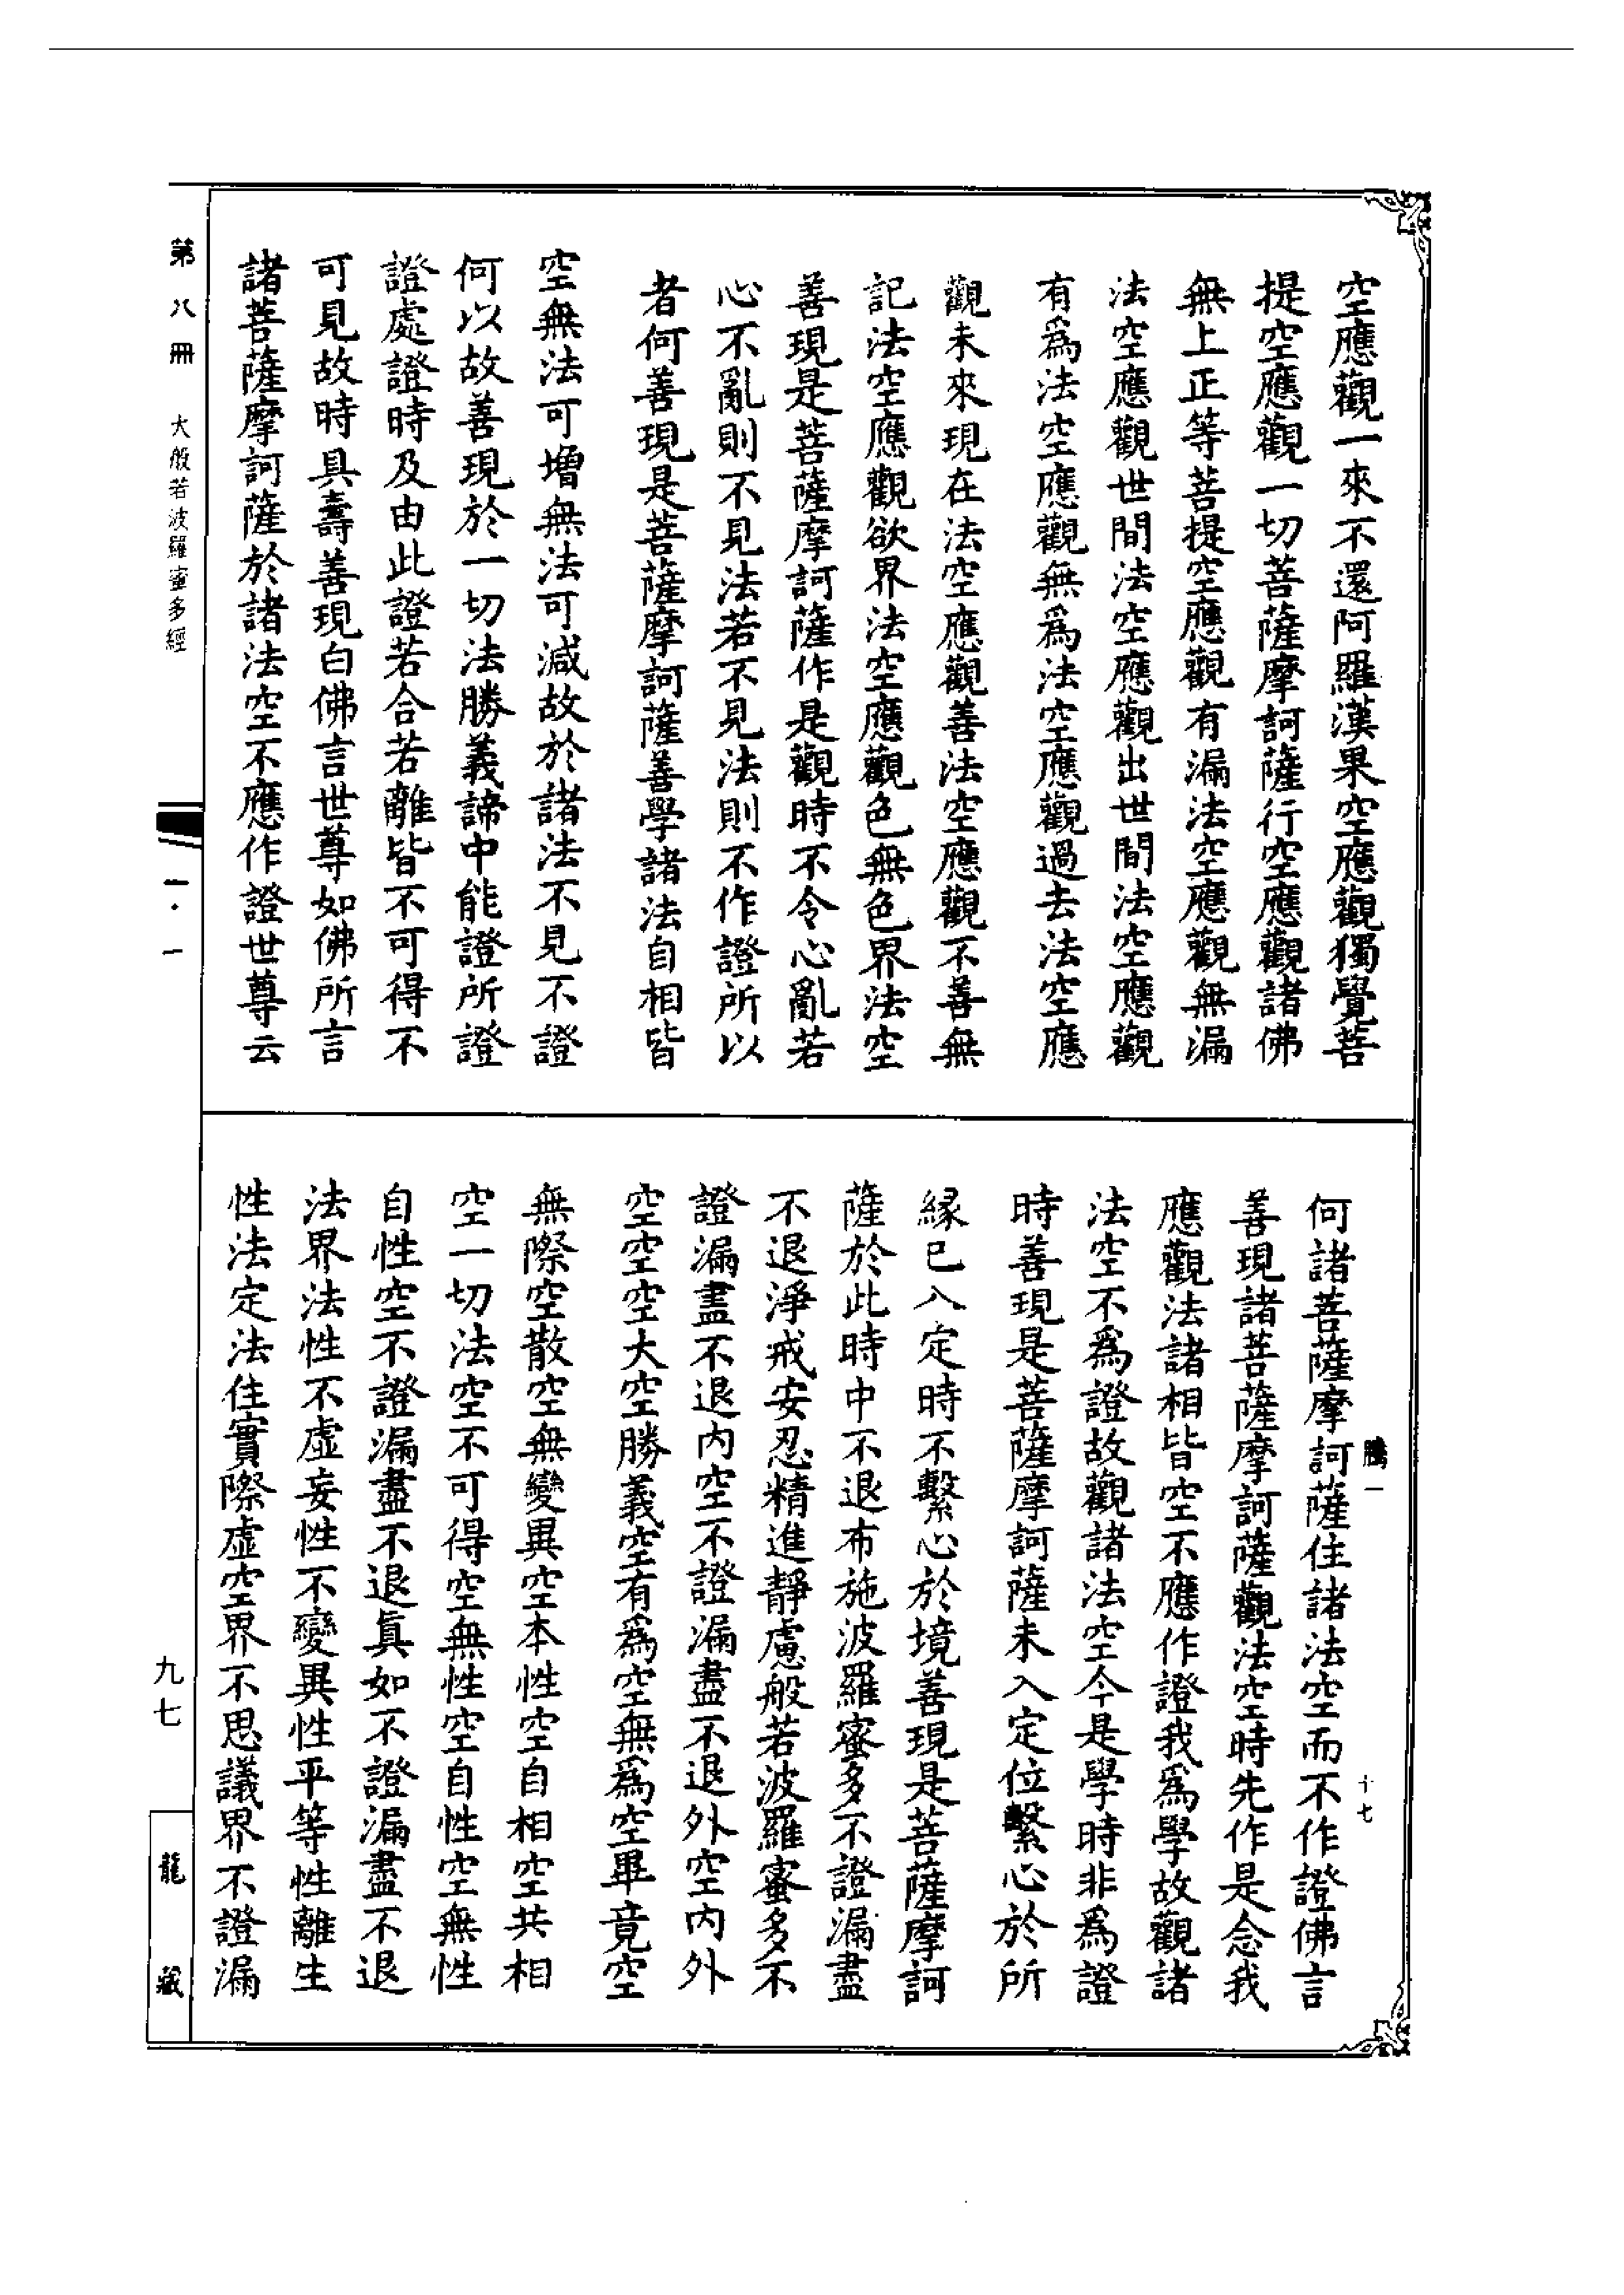 空應觀一來不還阿羅漢果空應觀獨覺菩
提空應觀一切菩薩摩訶薩行空應觀諸佛
無上正等菩提空應觀有漏法空應觀無漏
法空應觀世間法空應觀出世間法空應觀
有爲法空應觀無爲法空應觀過去法空應
觀未來現在法空應觀善法空應觀不善無
記法空應觀欲界法空應觀色無色界法空
善現是菩薩摩訶薩作是觀時不令心亂若
心不亂則不見法若不見法則不作證所以
者何善現是菩薩摩訶薩善學諸法自相皆
空無法可增無法可減故於諸法不見不證
何以故善現於一切法勝義諦中能證所證
證處證時及由此證若合若離皆不可得不
可見故時具壽善現白佛言世尊如佛所言
諸菩薩摩訶薩於諸法空不應作證世尊云
騰一 十七
何諸菩薩摩訶薩住諸法空而不作證佛言
善現諸菩薩摩訶薩觀法空時先作是念我
應觀法諸相皆空不應作證我爲學故觀諸
法空不爲證故觀諸法空今是學時非爲證
時善現是菩薩摩訶薩未入定位繫心於所
緣已入定時不繫心於境善現是菩薩摩訶
薩於此時中不退布施波羅蜜多不證漏盡
不退淨戒安忍精進靜慮般若波羅蜜多不
證漏盡不退內空不證漏盡不退外空內外
空空空大空勝義空有爲空無爲空畢竟空
無際空散空無變異空本性空自相空共相
空一切法空不可得空無性空自性空無性
自性空不證漏盡不退真如不證漏盡不退
法界法性不虛妄性不變異性平等性離生
性法定法住實際虛空界不思議界不證漏
第八冊 大般若波羅蜜多經
一·一
九七
龍藏